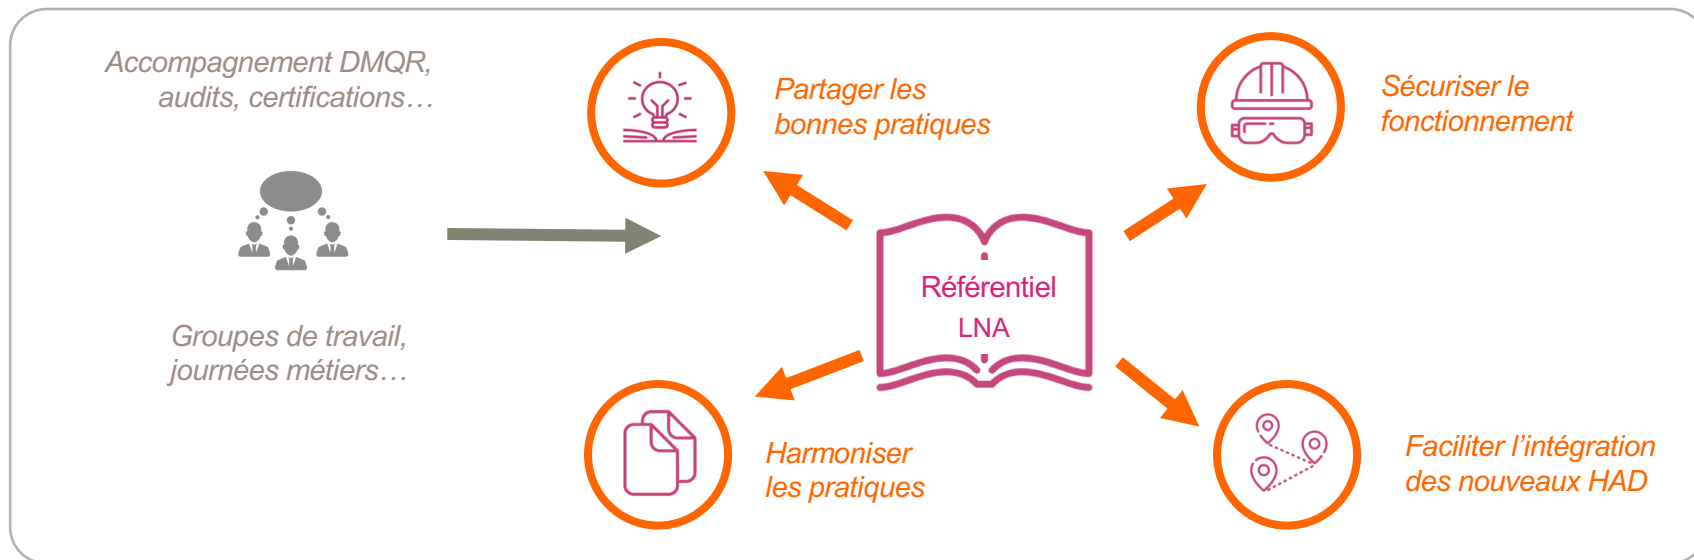 Accompagnement DMQR,
audits, certifications…
Groupes de travail,
journées métiers…
Partager les
bonnes pratiques
Sécuriser le
fonctionnement
Référentiel
LNA
Harmoniser
les pratiques
Faciliter l’intégration
des nouveaux HAD